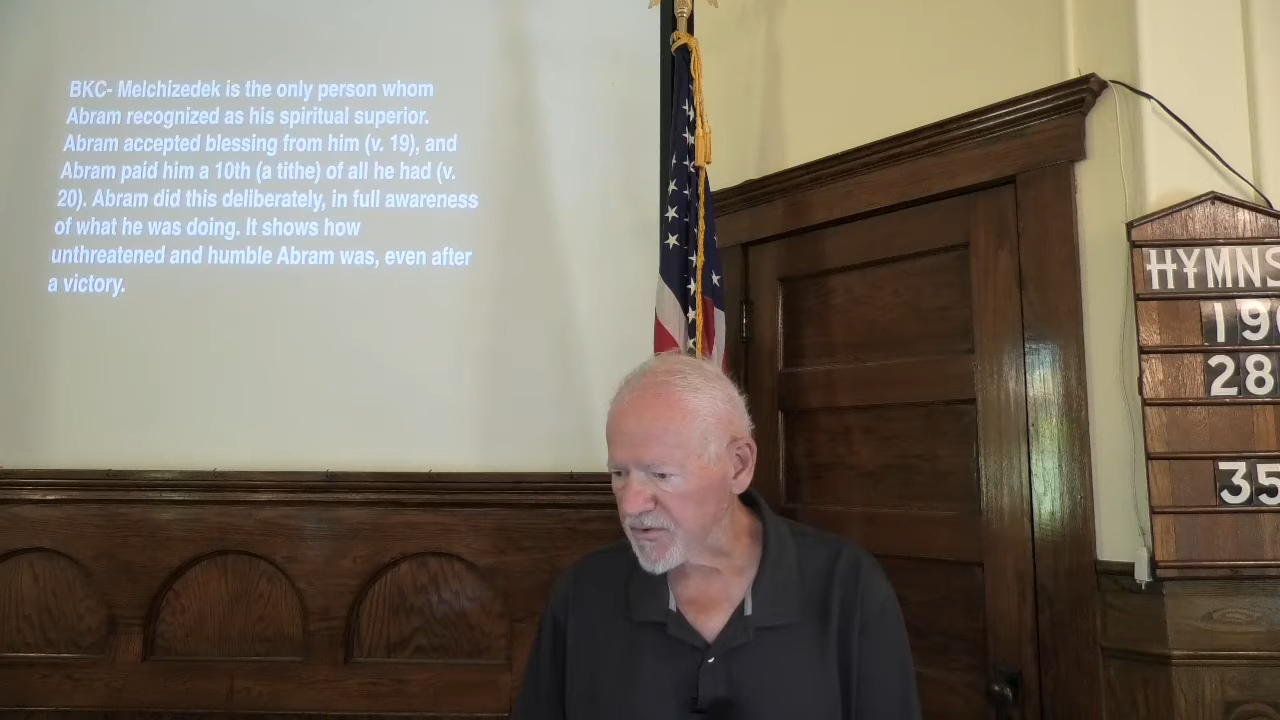 BKC- Melchizedek is the only person whom
Abram recognized as his spiritual superior.
Abram accepted blessing from him (v. 19), and
Abram paid him a 10th (a tithe) of all he had (v.
20). Abram did this deliberately, in full awareness
of what he was doing. It shows how
unthreatened and humble Abram was, even after
a victory.
HYMNS
19
28
35